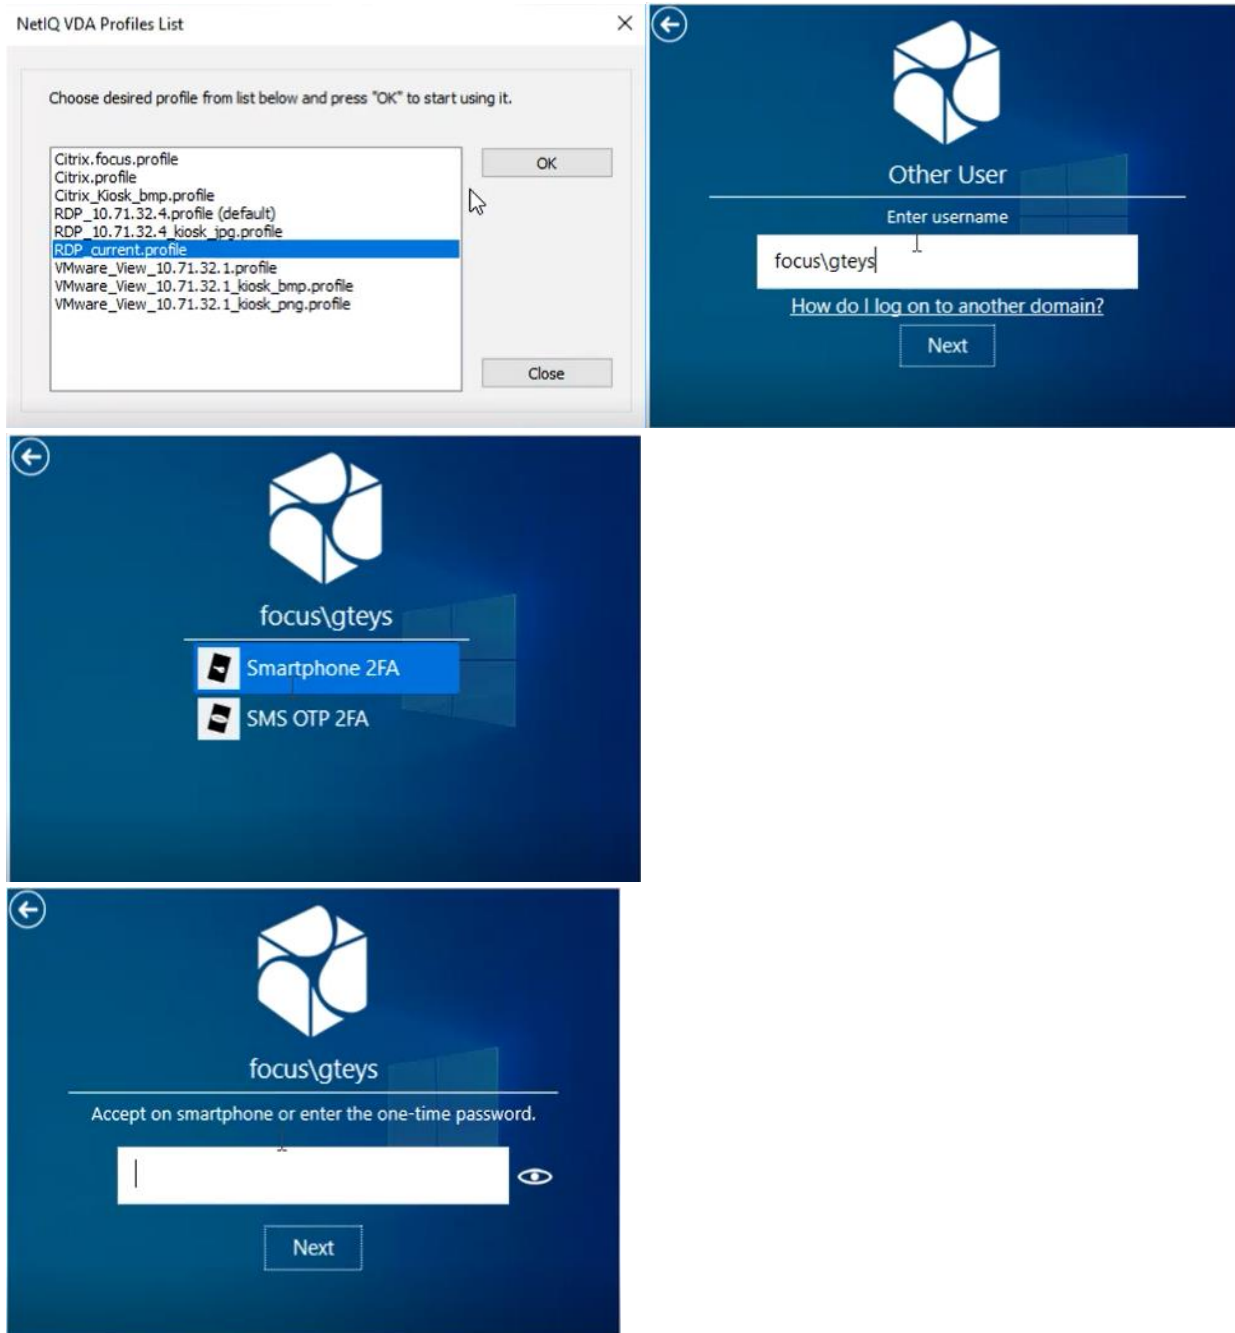 NetIQ VDA Profiles List
Choose desired profile from list below and press "OK" to start using it.
Citrix.focus.profile
Citrix.profile
Citrix_Kiosk_bmp.profile
RDP_10.71.32.4.profile (default)
RDP_10.71.32.4_kiosk_jpg.profile
RDP_current.profile
VMware_View_10.71.32.1.profile
VMware_View_10.71.32.1_kiosk_bmp.profile
VMware_View_10.71.32.1_kiosk_png.profile
OK
Close
Other User
Enter username
focus\gteys
How do I log on to another domain?
Next
focus\gteys
Smartphone 2FA
SMS OTP 2FA
focus\gteys
Accept on smartphone or enter the one-time password.
Next